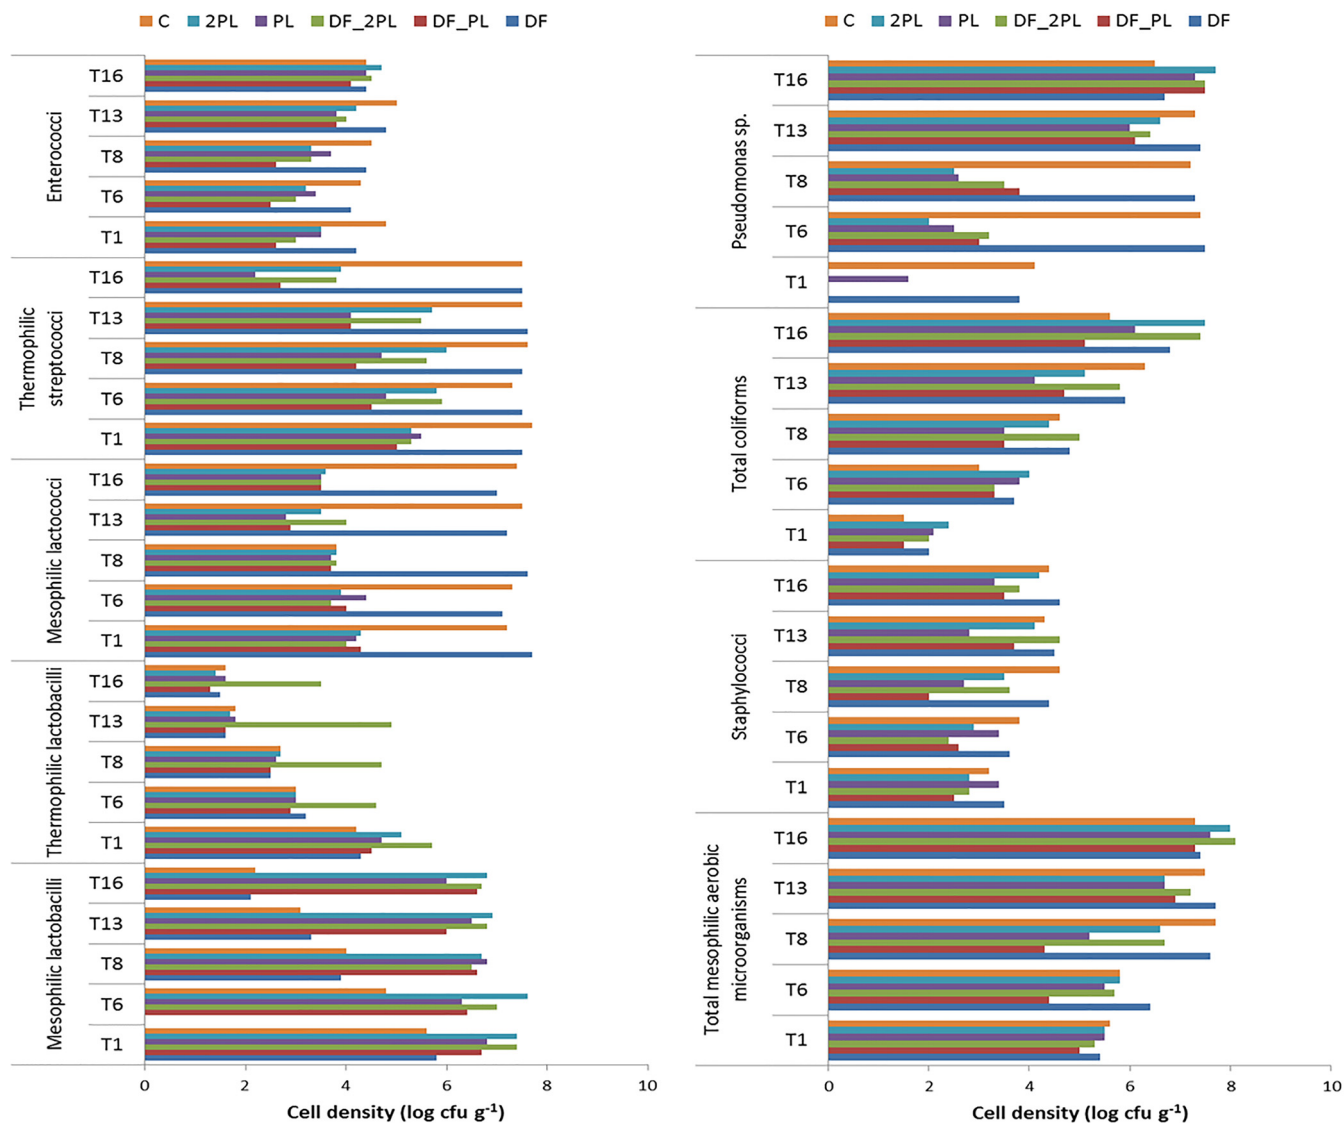 C 2PL PL DF_2PL DF_PL DF
Enterococci
T16
T13
T8
T6
T1
Thermophilic
streptococci
T16
T13
T8
T6
T1
Mesophilic lactococci
T16
T13
T8
T6
T1
Thermophilic lactobacilli
T16
T13
T8
T6
T1
Mesophilic lactobacilli
T16
T13
T8
T6
T1
0 2 4 6 8 10
Cell density (log cfu g-1)
C 2PL PL DF_2PL DF_PL DF
Pseudomonas sp.
T16
T13
T8
T6
T1
Total coliforms
T16
T13
T8
T6
T1
Staphylococci
T16
T13
T8
T6
T1
Total mesophilic aerobic
microorganisms
T16
T13
T8
T6
T1
0 2 4 6 8 10
Cell density (log cfu g-1)